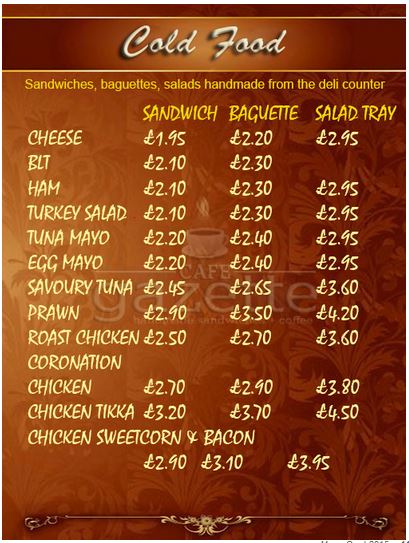 Cold Food
Sandwiches, baguettes, salads handmade from the deli counter
SANDWICH BAGUETTE SALAD TRAY
CHEESE £1.95 £2.20 £2.95
BLT £2.10 £2.30
HAM £2.10 £2.30 £2.95
TURKEY SALAD £2.10 £2.30 £2.95
TUNA MAYO £2.20 £2.40 £2.95
EGG MAYO £2.20 £2.40 £2.95
CAFE
SAVOURY TUNA £2.45 £2.65 £3.60
gazette
PRAWN £2.90 £3.50 £4.20
ROAST CHICKEN £2.50 £2.70 £3.60
CORONATION
CHICKEN £2.70 £2.90 £3.80
CHICKEN TIKKA £3.20 £3.70 £4.50
CHICKEN SWEETCORN & BACON
£2.90 £3.10 £3.95